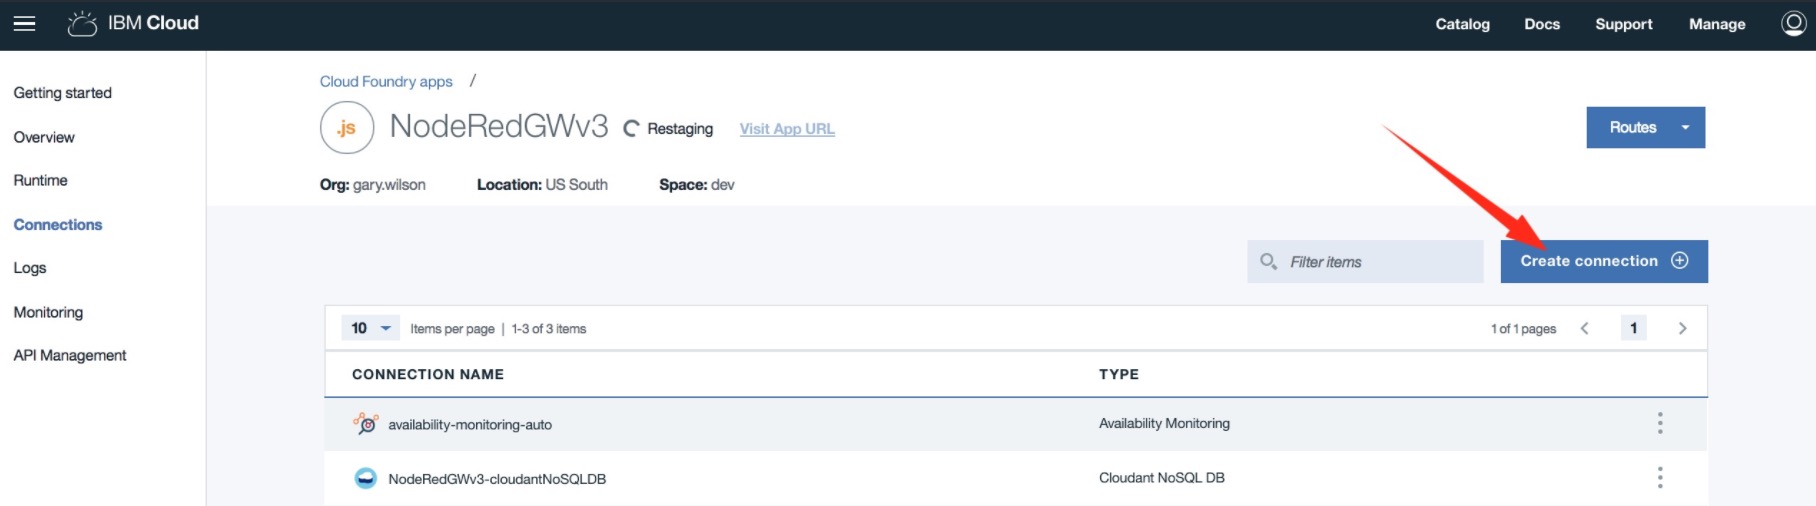 IBM Cloud
Catalog Docs Support Manage
Getting started
Overview
Runtime
Connections
Logs
Monitoring
API Management
Cloud Foundry apps /
.js NodeRedGWv3 Restaging Visit App URL
Routes
Org: gary.wilson Location: US South Space: dev
Filter items
Create connection
10 Items per page | 1-3 of 3 items
1 of 1 pages < 1 >
CONNECTION NAME TYPE
availability-monitoring-auto Availability Monitoring
NodeRedGWv3-cloudantNoSQLDB Cloudant NoSQL DB